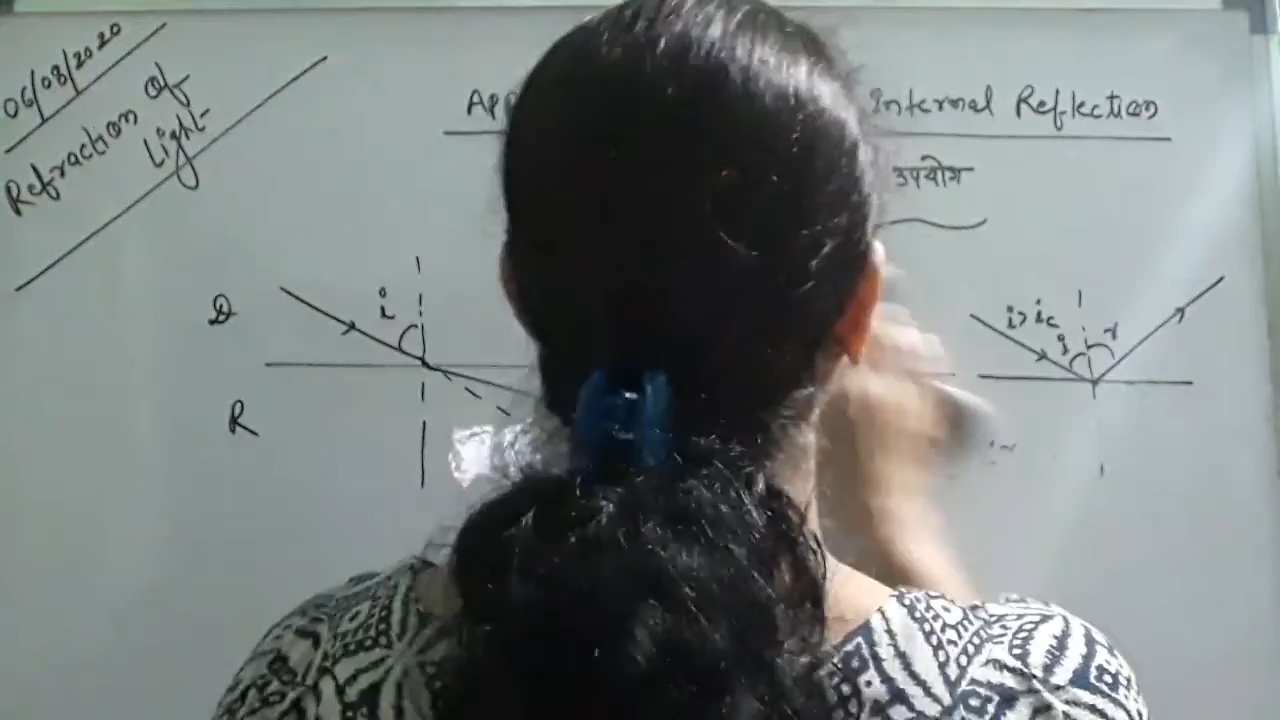 06/08/2020
Refraction of
Light
Internal Reflection
उपयोग
D
i
R
i > ic
i
r